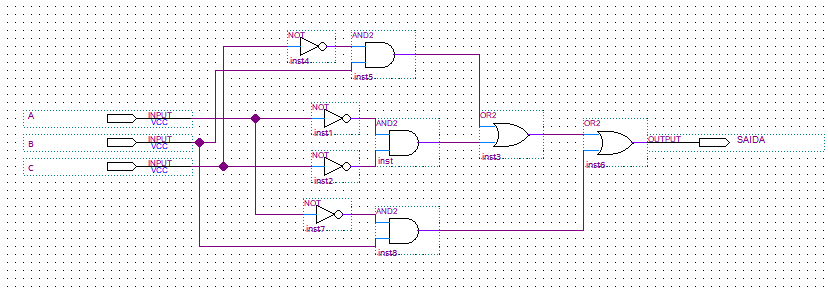 NOT
inst4
AND2
inst5
A
INPUT
VCC
B
INPUT
VCC
C
INPUT
VCC
NOT
inst1
NOT
inst2
AND2
inst
OR2
inst3
OR2
inst6
OUTPUT
SAIDA
NOT
inst7
AND2
inst8